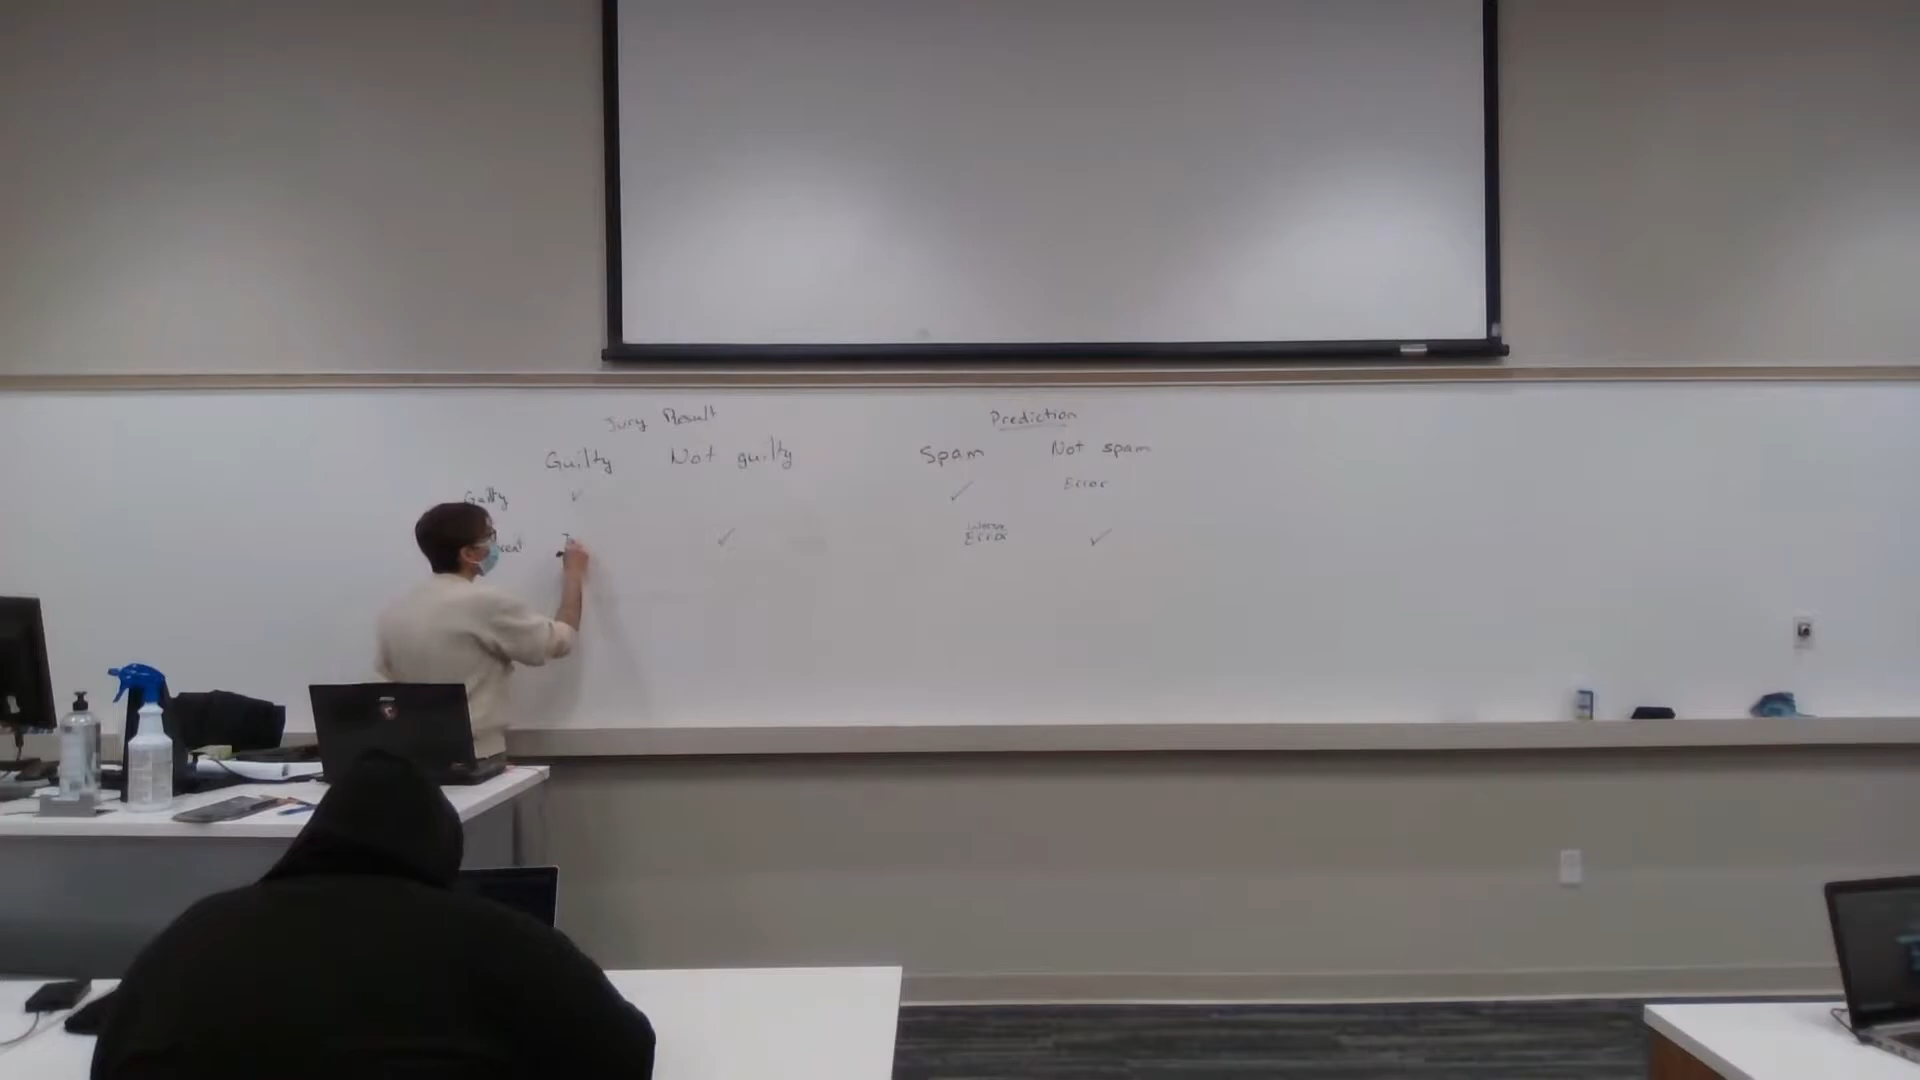 Jury Result
Guilty Not guilty
Guilty ✓
✓
Prediction
Spam Not spam
✓ Error
Worse
Error ✓